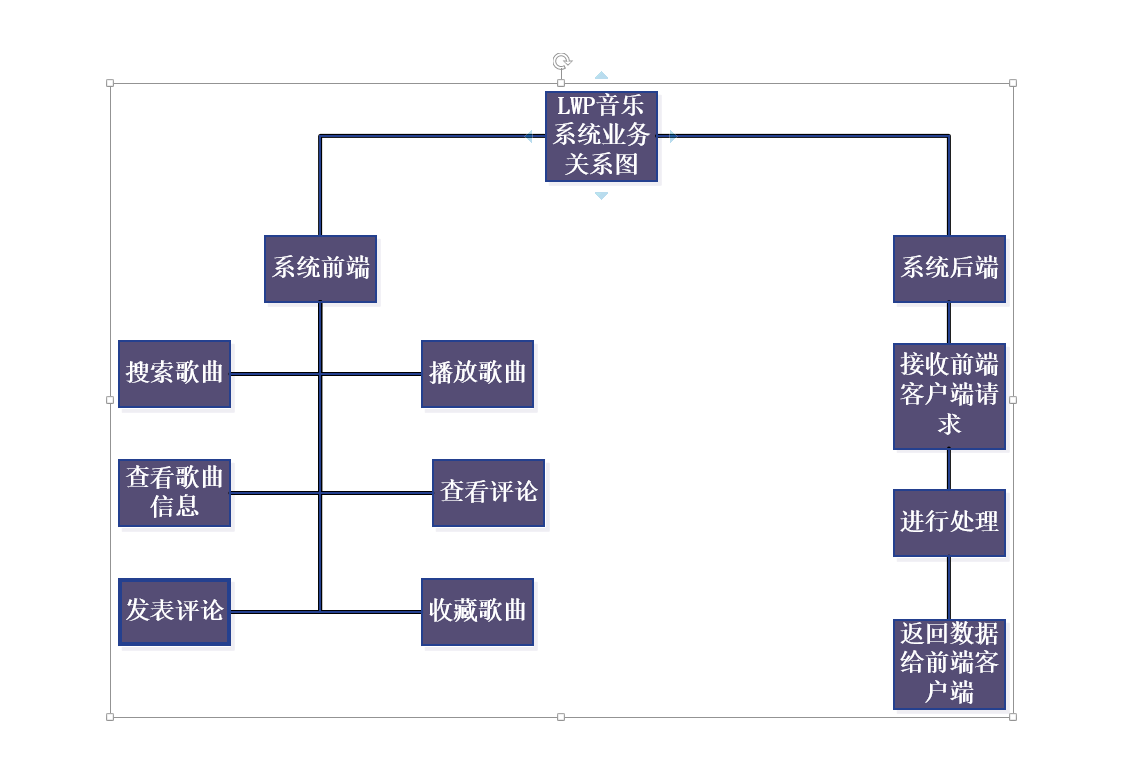 LWP音乐
系统业务
关系图
系统前端
系统后端
搜索歌曲
播放歌曲
接收前端
客户端请
求
查看歌曲
信息
查看评论
进行处理
发表评论
收藏歌曲
返回数据
给前端客
户端